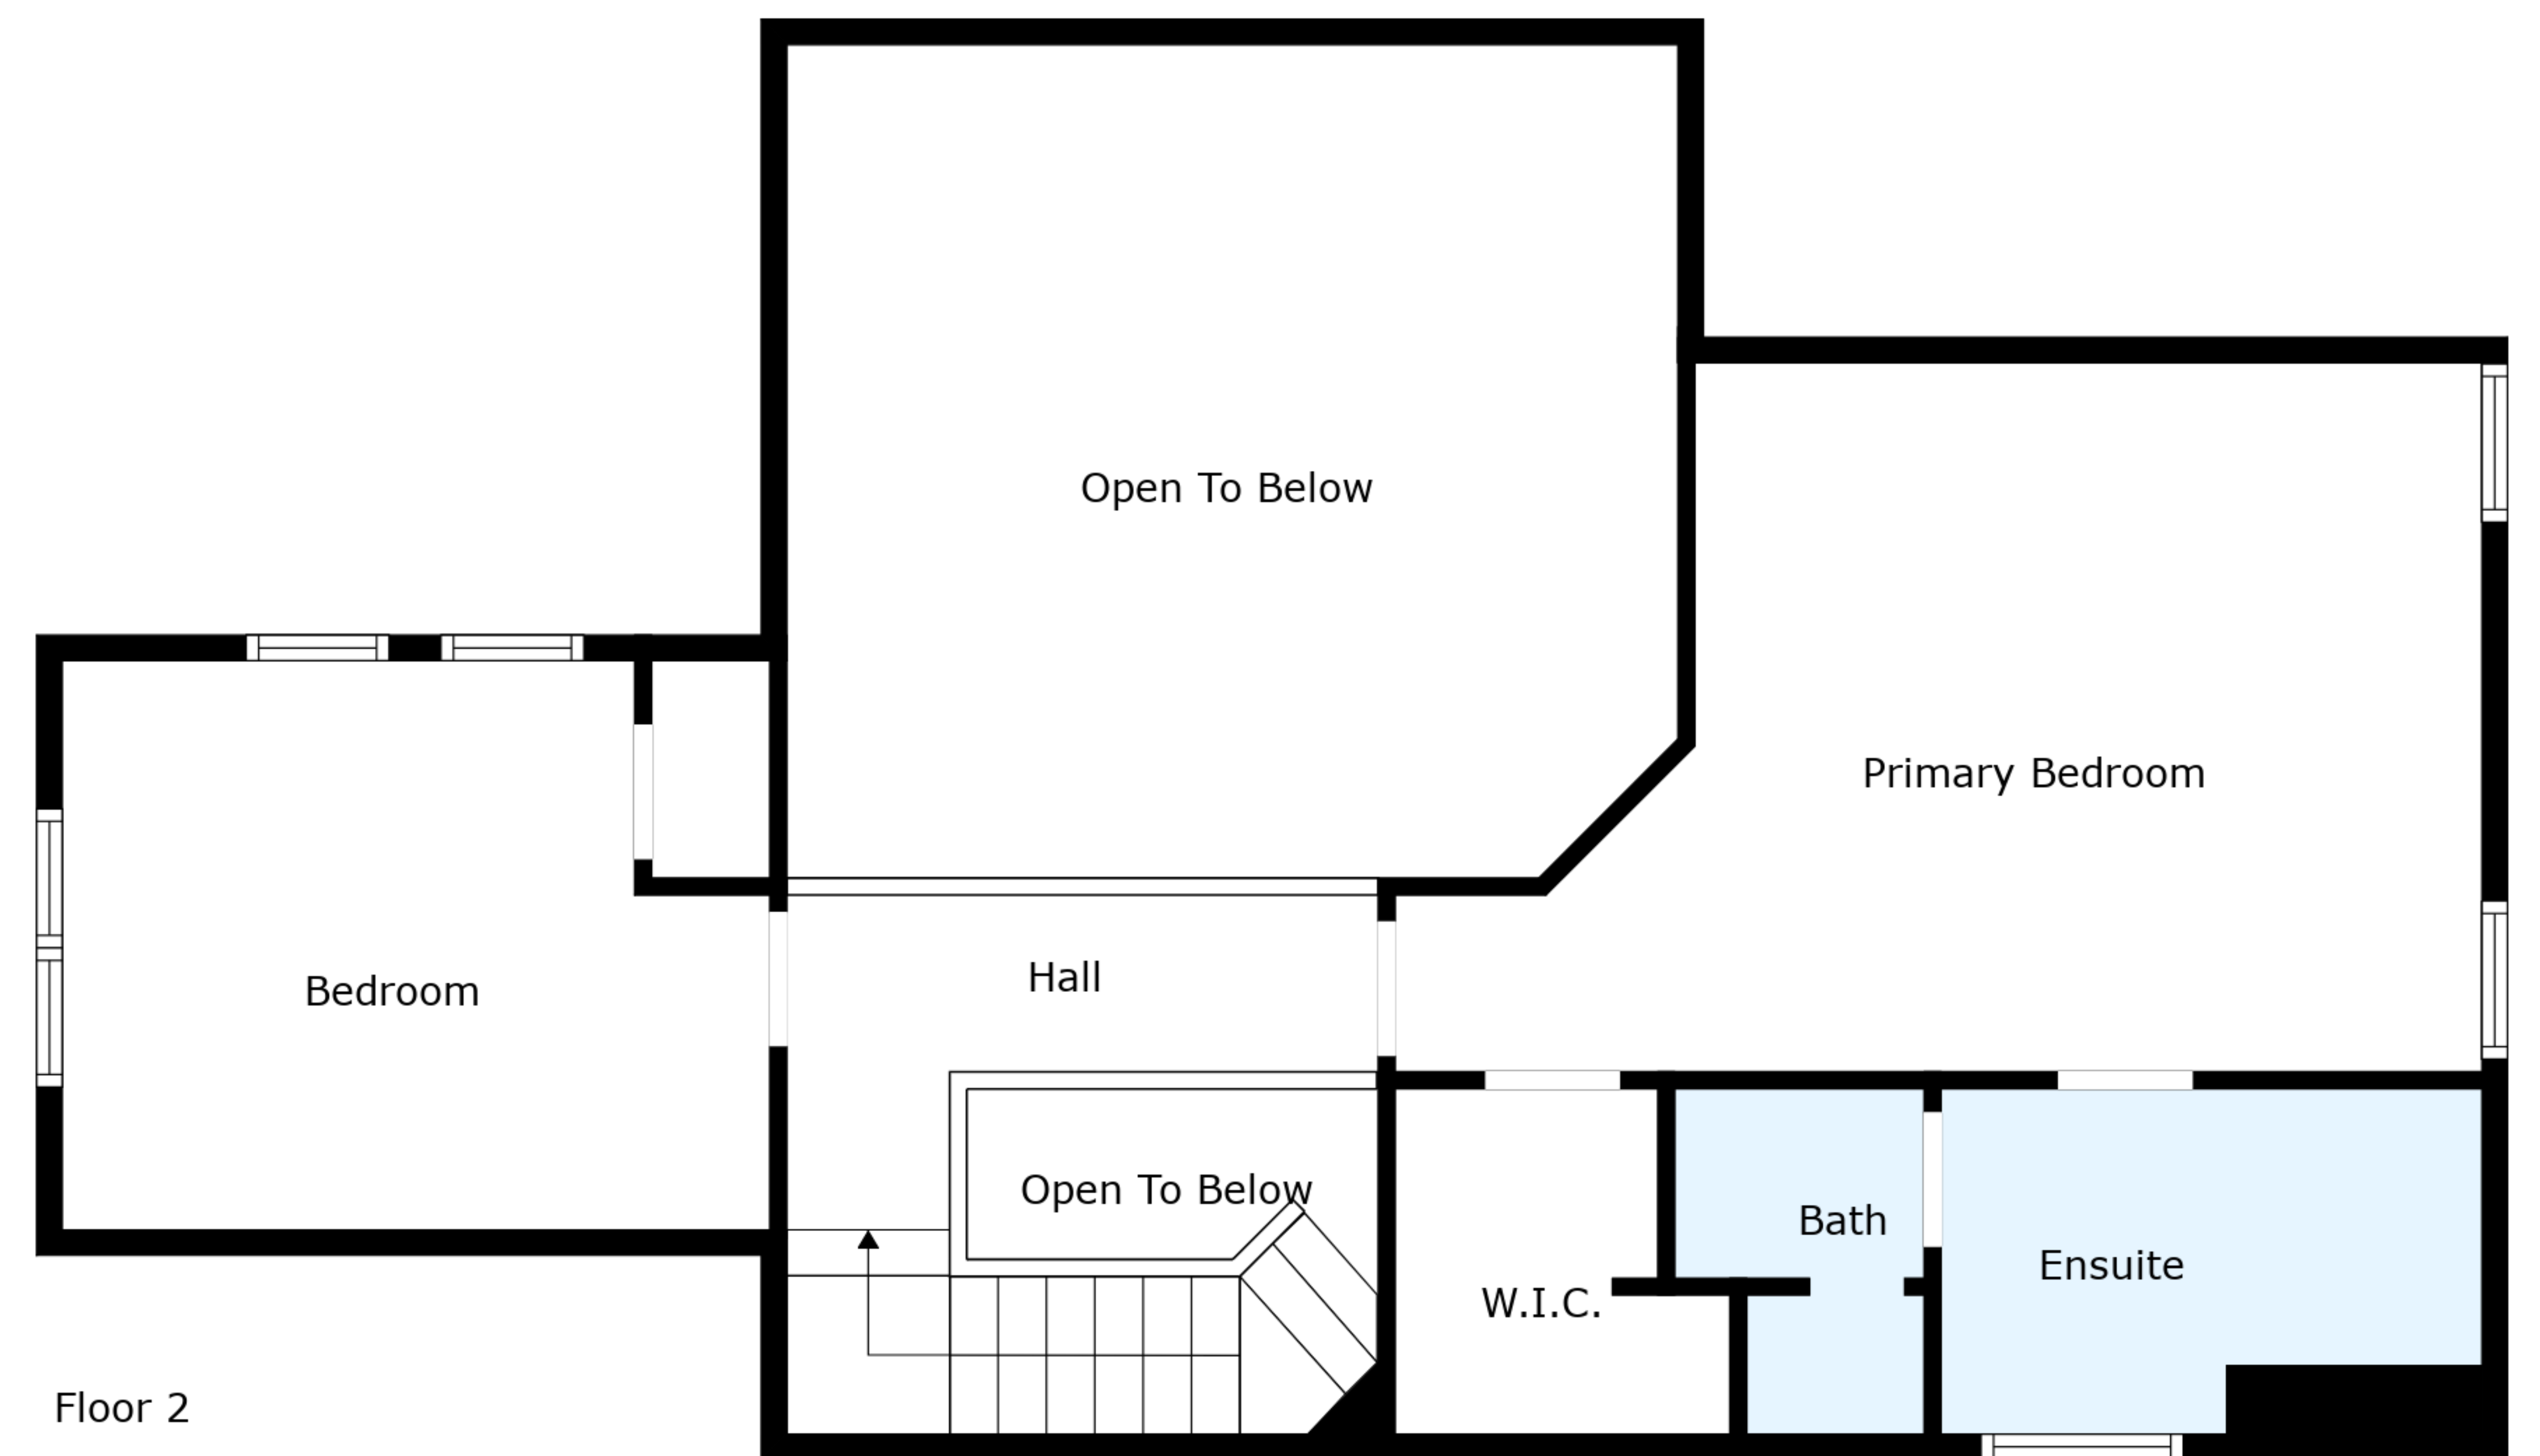 Open To Below
Primary Bedroom
Bedroom
Hall
Open To Below
Bath
Ensuite
W.I.C.
Floor 2